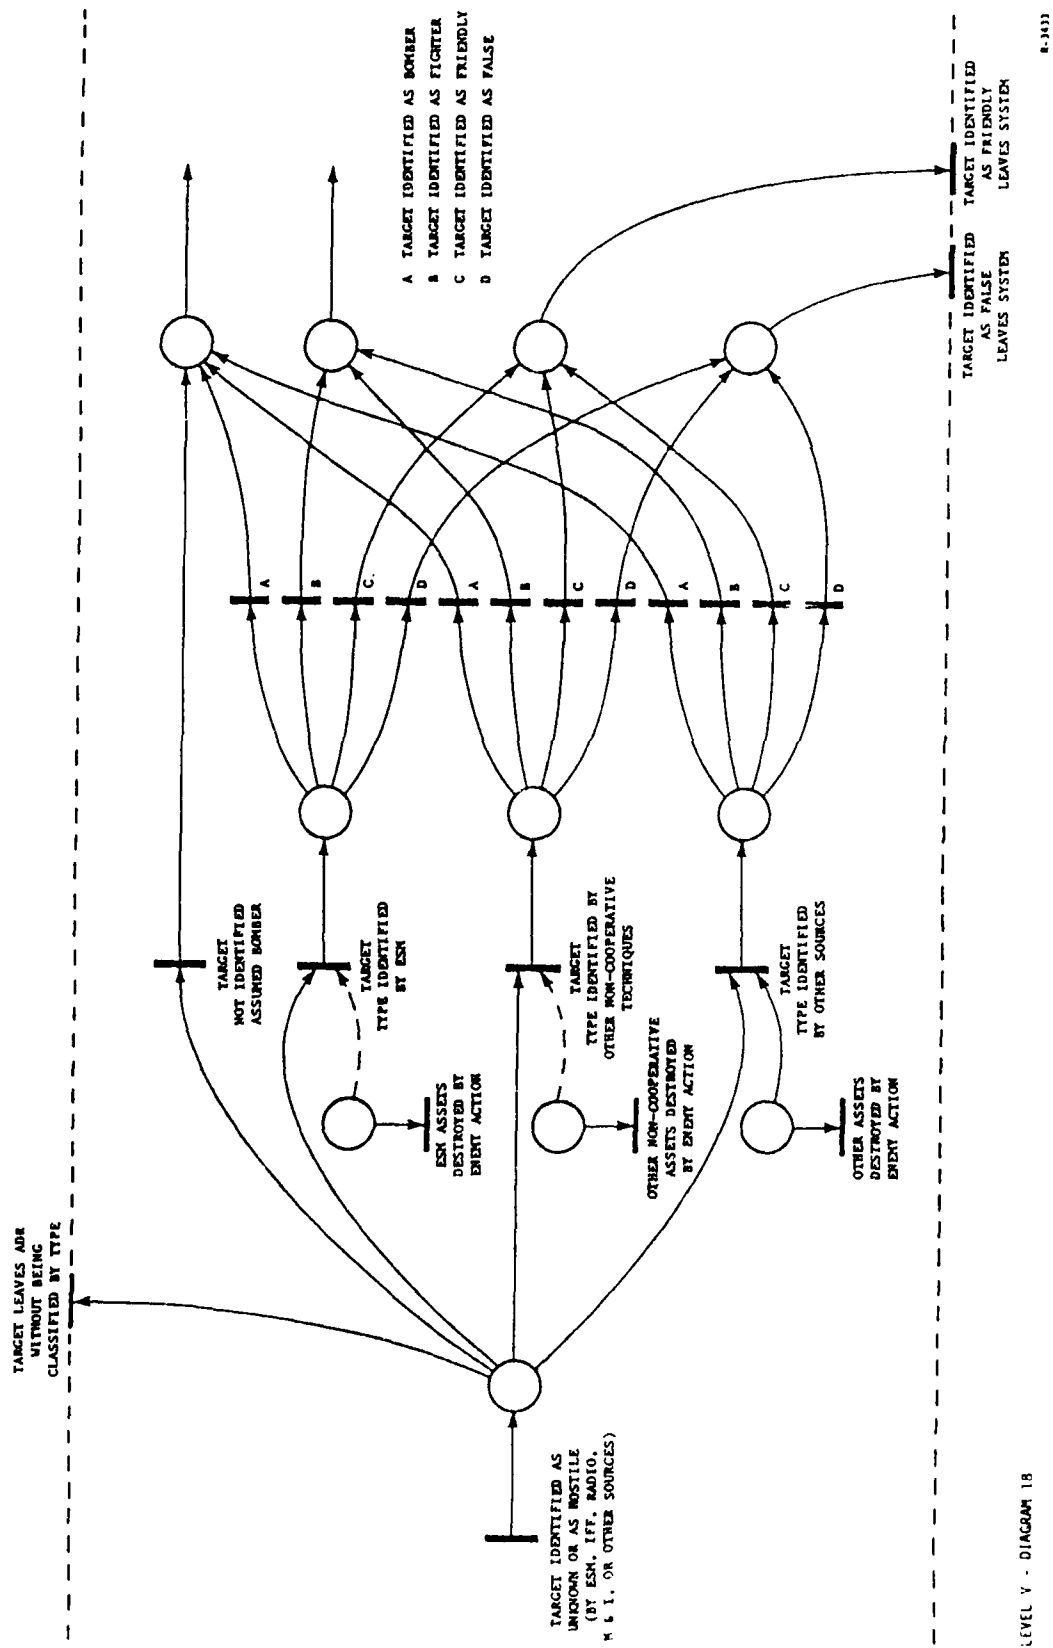 TARGET LEAVES ADR
WITHOUT BEING
CLASSIFIED BY TYPE
TARGET IDENTIFIED AS
UNKNOWN OR AS HOSTILE
(BY ESM, IFF, RADIO,
M & I, OR OTHER SOURCES)
TARGET
NOT IDENTIFIED
ASSUMED BOMBER
TARGET
TYPE IDENTIFIED
BY ESM
ESM ASSETS
DESTROYED BY
ENEMY ACTION
TARGET
TYPE IDENTIFIED BY
OTHER NON-COOPERATIVE
TECHNIQUES
OTHER NON-COOPERATIVE
ASSETS DESTROYED
BY ENEMY ACTION
TARGET
TYPE IDENTIFIED
BY OTHER SOURCES
OTHER ASSETS
DESTROYED BY
ENEMY ACTION
A
B
C
D
A
B
C
D
A
B
C
D
A TARGET IDENTIFIED AS BOMBER
B TARGET IDENTIFIED AS FIGHTER
C TARGET IDENTIFIED AS FRIENDLY
D TARGET IDENTIFIED AS FALSE
TARGET IDENTIFIED
AS FALSE
LEAVES SYSTEM
TARGET IDENTIFIED
AS FRIENDLY
LEAVES SYSTEM
LEVEL V - DIAGRAM 18
R-3433